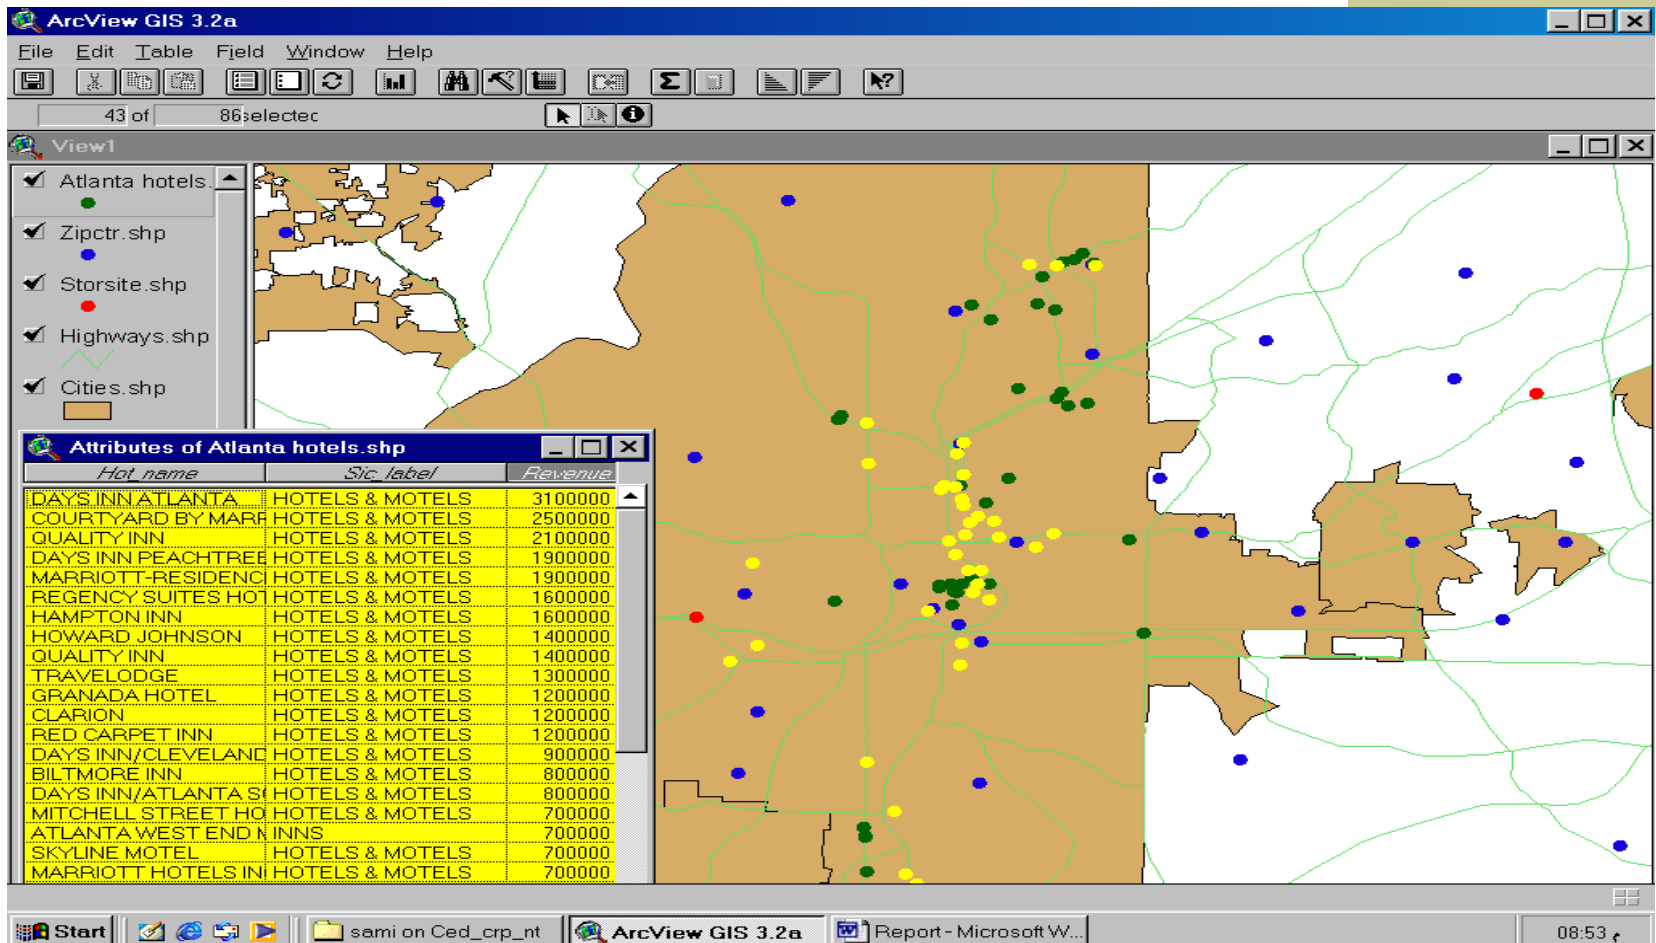 ArcView GIS 3.2a
File Edit Table Field Window Help
43 of 86 selected
View1
Atlanta hotels.
Zipctr.shp
Storsite.shp
Highways.shp
Cities.shp
Attributes of Atlanta hotels.shp
Hot_name Sic_label Revenue
DAYS INN ATLANTA HOTELS & MOTELS 3100000
COURTYARD BY MARR HOTELS & MOTELS 2500000
QUALITY INN HOTELS & MOTELS 2100000
DAYS INN PEACHTREE HOTELS & MOTELS 1900000
MARRIOTT-RESIDENC HOTELS & MOTELS 1900000
REGENCY SUITES HOT HOTELS & MOTELS 1600000
HAMPTON INN HOTELS & MOTELS 1600000
HOWARD JOHNSON HOTELS & MOTELS 1400000
QUALITY INN HOTELS & MOTELS 1400000
TRAVELODGE HOTELS & MOTELS 1300000
GRANADA HOTEL HOTELS & MOTELS 1200000
CLARION HOTELS & MOTELS 1200000
RED CARPET INN HOTELS & MOTELS 1200000
DAYS INN/CLEVELAND HOTELS & MOTELS 900000
BILTMORE INN HOTELS & MOTELS 800000
DAYS INN/ATLANTA S HOTELS & MOTELS 800000
MITCHELL STREET HO HOTELS & MOTELS 700000
ATLANTA WEST END M INNS 700000
SKYLINE MOTEL HOTELS & MOTELS 700000
MARRIOTT HOTELS IN HOTELS & MOTELS 700000
Start sami on Ced_crp_nt ArcView GIS 3.2a Report - Microsoft W... 08:53 م